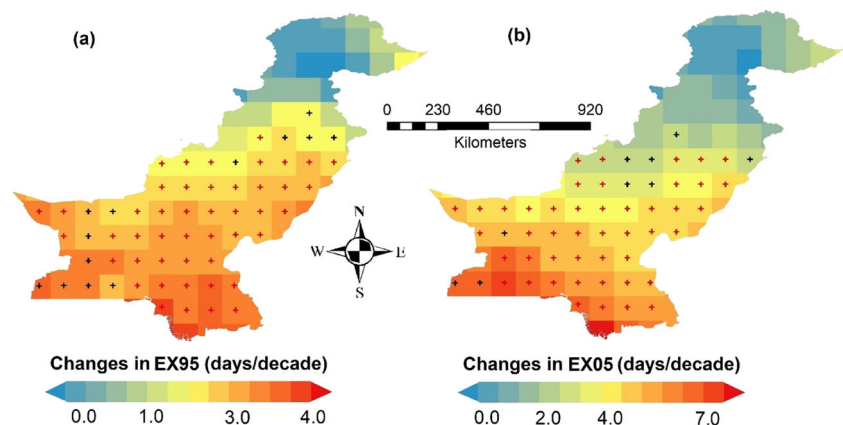 (a)
(b)
0 230 460 920
Kilometers
N
W E
S
Changes in EX95 (days/decade)
0.0 1.0 3.0 4.0
Changes in EX05 (days/decade)
0.0 2.0 4.0 7.0